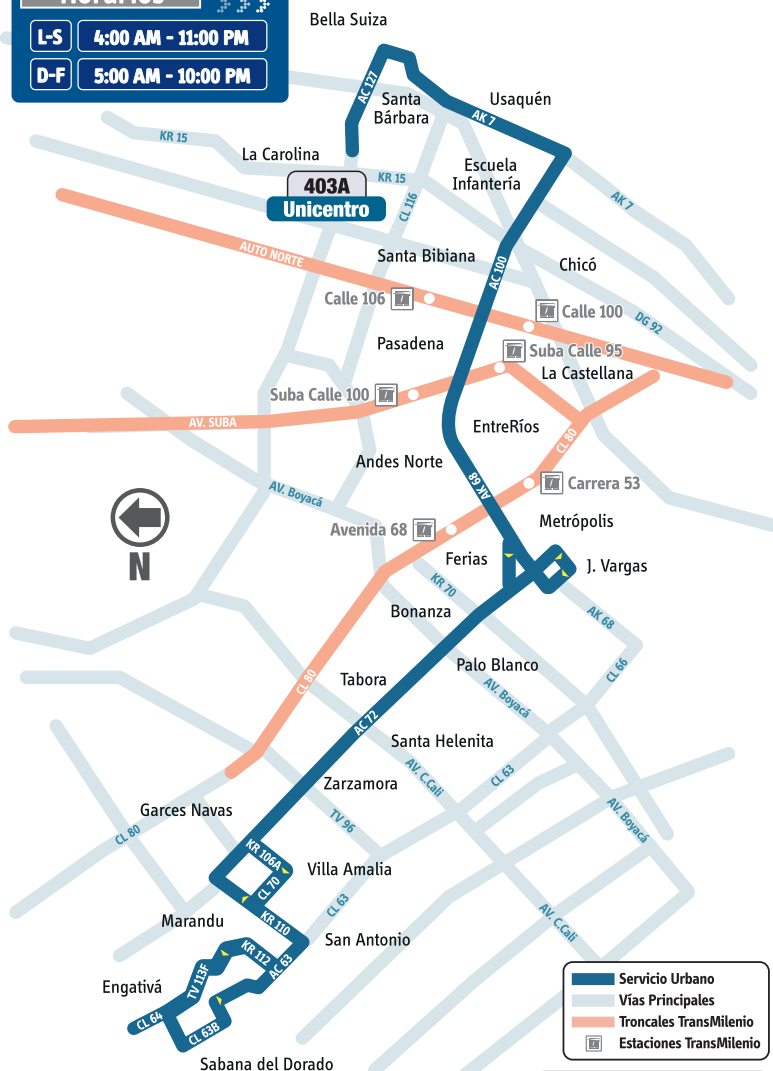 Horarios
L-S
4:00 AM - 11:00 PM
D-F
5:00 AM - 10:00 PM
Bella Suiza
AC 127
Santa
Bárbara
Usaquén
AK 7
KR 15
La Carolina
KR 15
Escuela
Infantería
403A
Unicentro
CL 116
AK 7
AUTO NORTE
Santa Bibiana
AC 100
Chicó
Calle 106
Calle 100
DG 92
Pasadena
Suba Calle 95
La Castellana
Suba Calle 100
AV. SUBA
EntreRíos
CL 80
Andes Norte
AK 68
Carrera 53
AV. Boyacá
N
Avenida 68
Metrópolis
Ferias
J. Vargas
KR 70
Bonanza
AK 68
Palo Blanco
CL 66
Tabora
CL 80
AV. Boyacá
AC 72
Santa Helenita
AV. C.Cali
CL 63
Zarzamora
Garces Navas
TV 96
AV. Boyacá
CL 80
KR 106A
Villa Amalia
CL 70
CL 63
Marandu
KR 110
AV. C.Cali
San Antonio
KR 112
AC 63
TV 113F
Engativá
CL 64
CL 63B
Sabana del Dorado
Servicio Urbano
Vías Principales
Troncales TransMilenio
Estaciones TransMilenio